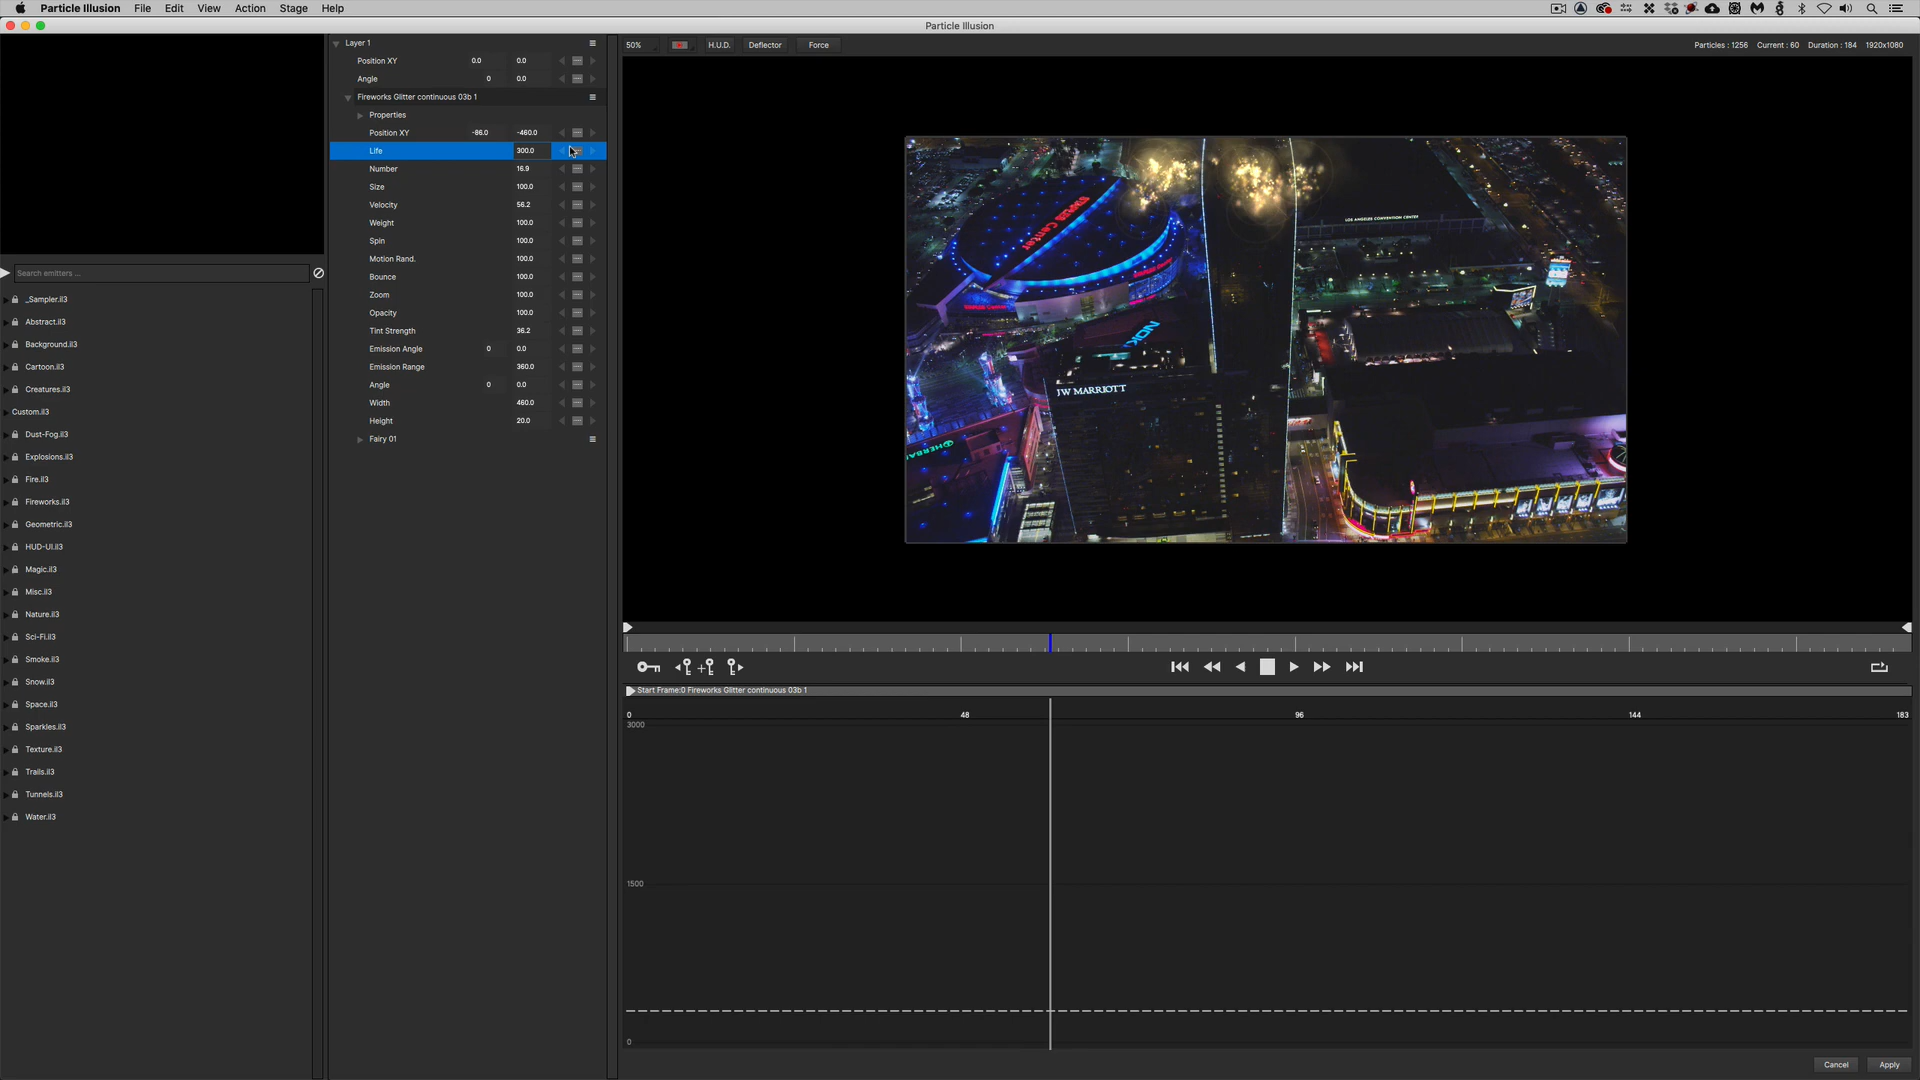 Particle Illusion File Edit View Action Stage Help
Particle Illusion
Search emitters ...
_Sampler.il3
Abstract.il3
Background.il3
Cartoon.il3
Creatures.il3
Custom.il3
Dust-Fog.il3
Explosions.il3
Fire.il3
Fireworks.il3
Geometric.il3
HUD-UI.il3
Magic.il3
Misc.il3
Nature.il3
Sci-Fi.il3
Smoke.il3
Snow.il3
Space.il3
Sparkles.il3
Texture.il3
Trails.il3
Tunnels.il3
Water.il3
Layer 1
Position XY 0.0 0.0
Angle 0 0.0
Fireworks Glitter continuous 03b 1
Properties
Position XY -86.0 -460.0
Life 300.0
Number 16.9
Size 100.0
Velocity 56.2
Weight 100.0
Spin 100.0
Motion Rand. 100.0
Bounce 100.0
Zoom 100.0
Opacity 100.0
Tint Strength 36.2
Emission Angle 0 0.0
Emission Range 360.0
Angle 0 0.0
Width 460.0
Height 20.0
Fairy 01
50% H.U.D. Deflector Force Particles : 1256 Current : 60 Duration : 184 1920x1080
STAPLES Center
LOS ANGELES CONVENTION CENTER
NOKIA
JW MARRIOTT
Start Frame:0 Fireworks Glitter continuous 03b 1
0 48 96 144 183
3000
1500
0
Cancel Apply